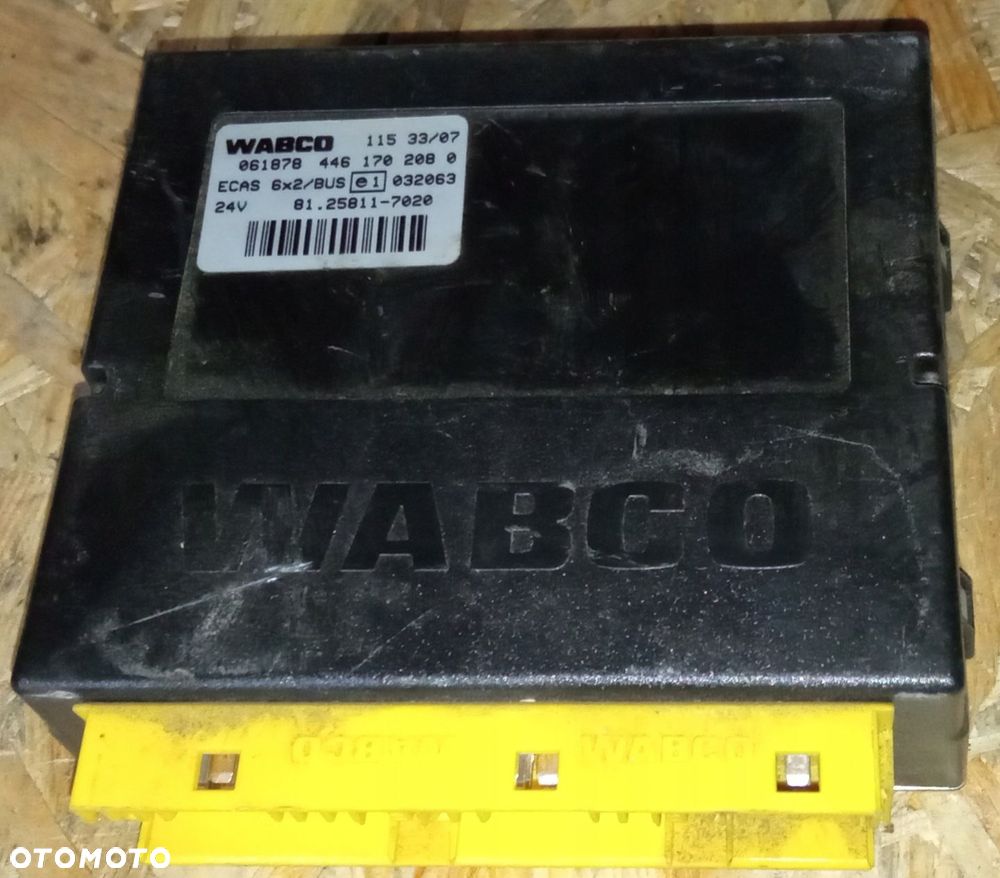 WABCO 115 33/07
061878 446 170 208 0
ECAS 6x2/BUS e1 032063
24V 81.25811-7020
WABCO
WABCO
OTOMOTO